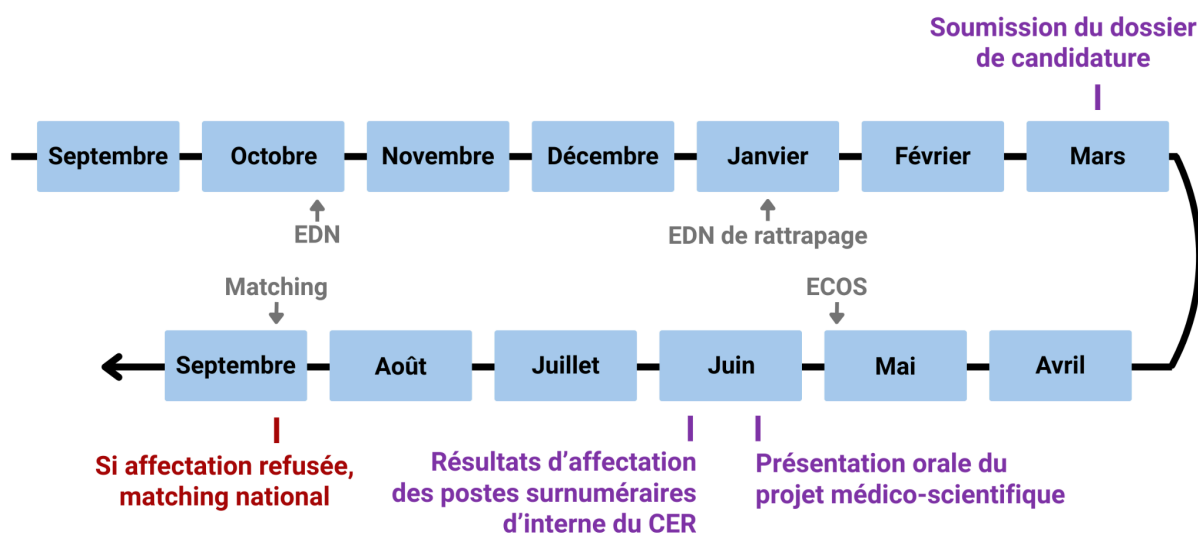 Soumission du dossier
de candidature
Septembre
Octobre
Novembre
Décembre
Janvier
Février
Mars
EDN
EDN de rattrapage
Matching
ECOS
Septembre
Août
Juillet
Juin
Mai
Avril
Si affectation refusée,
matching national
Résultats d’affectation
des postes surnuméraires
d’interne du CER
Présentation orale du
projet médico-scientifique